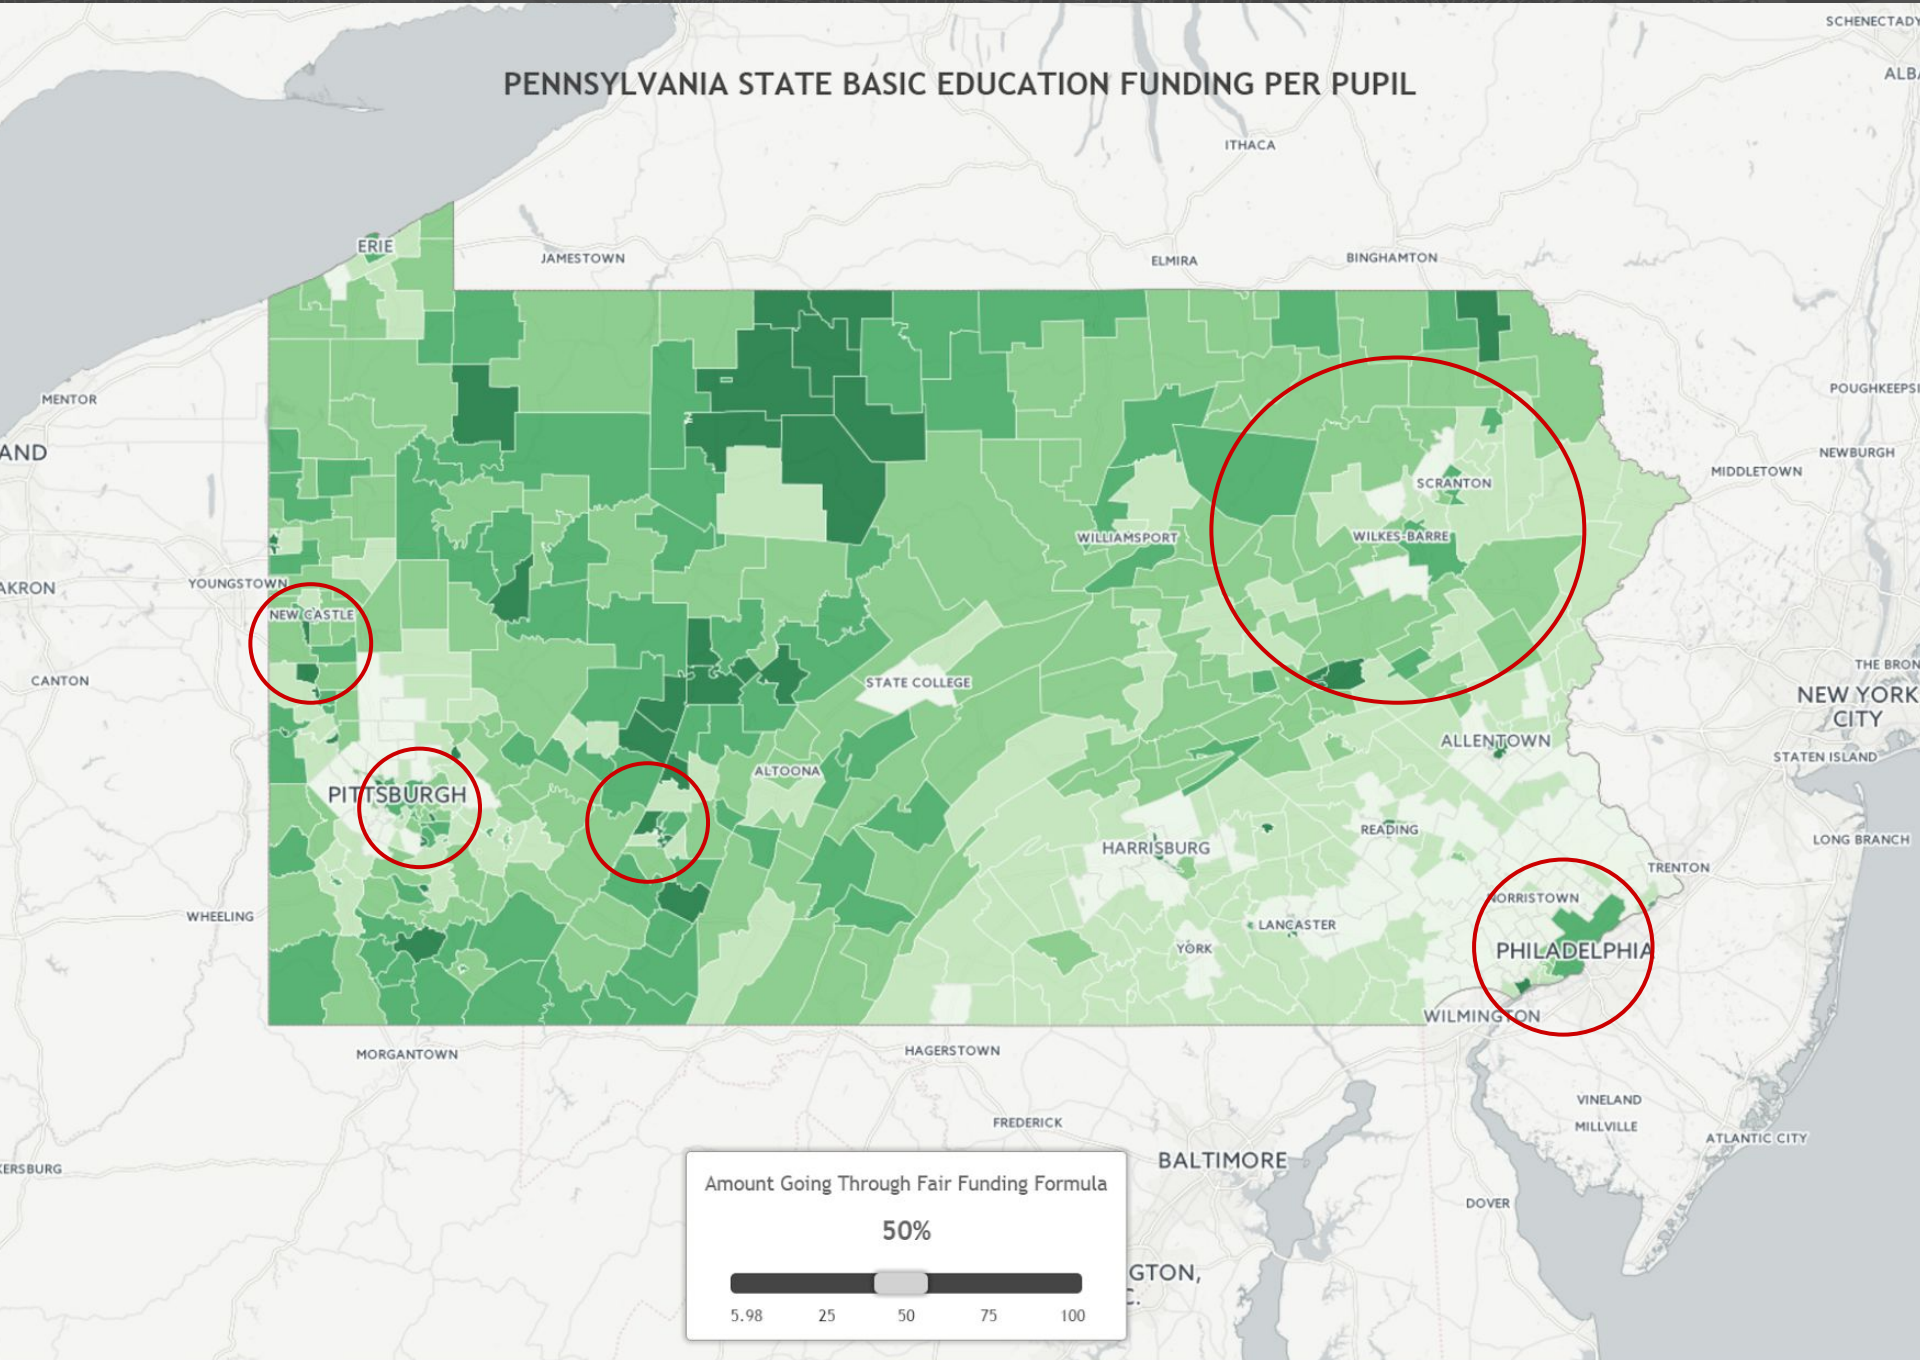 SCHENECTADY
PENNSYLVANIA STATE BASIC EDUCATION FUNDING PER PUPIL
ALBA
ITHACA
ERIE
JAMESTOWN
ELMIRA
BINGHAMTON
MENTOR
POUGHKEEPSI
AND
NEWBURGH
MIDDLETOWN
SCRANTON
WILLIAMSPORT
WILKES-BARRE
AKRON
YOUNGSTOWN
NEW CASTLE
CANTON
STATE COLLEGE
THE BRON
NEW YORK
CITY
ALLENTOWN
STATEN ISLAND
ALTOONA
PITTSBURGH
READING
HARRISBURG
LONG BRANCH
TRENTON
NORRISTOWN
WHEELING
LANCASTER
YORK
PHILADELPHIA
WILMINGTON
MORGANTOWN
HAGERSTOWN
VINELAND
FREDERICK
MILLVILLE
ATLANTIC CITY
KERSBURG
BALTIMORE
Amount Going Through Fair Funding Formula
DOVER
50%
GTON,
C.
5.98 25 50 75 100